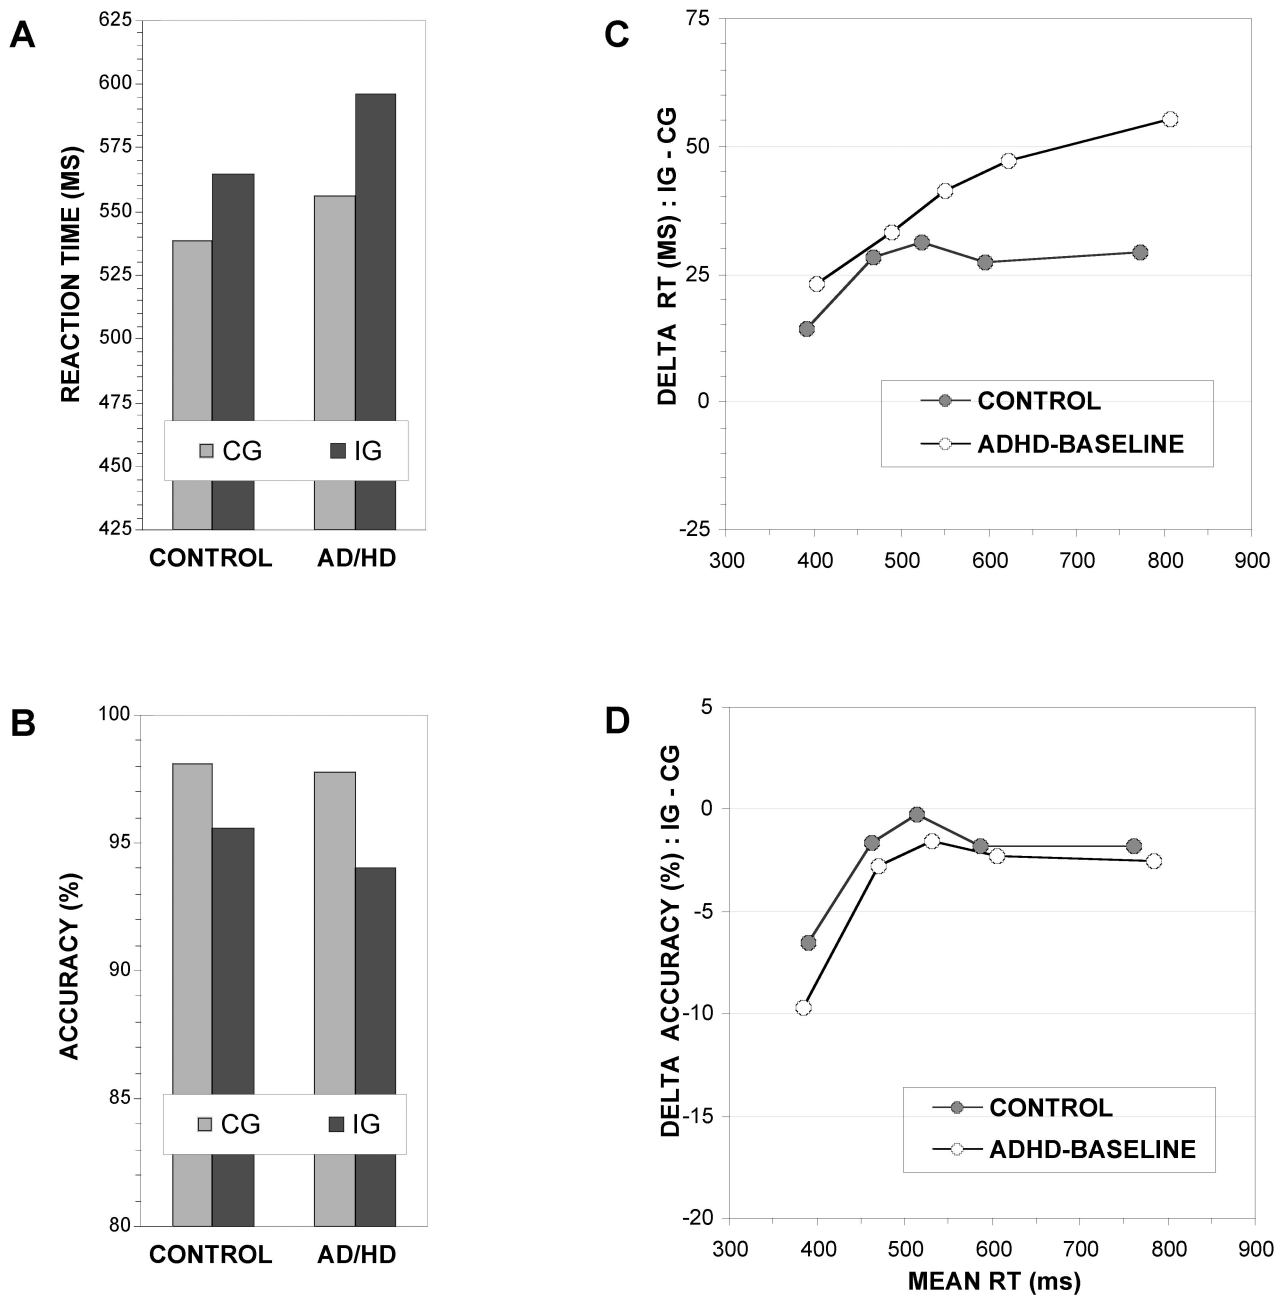 A
REACTION TIME (MS)
625
600
575
550
525
500
475
450
425
CG IG
CONTROL AD/HD
C
DELTA RT (MS) : IG - CG
75
50
25
0
-25
CONTROL
ADHD-BASELINE
300 400 500 600 700 800 900
B
ACCURACY (%)
100
95
90
85
80
CG IG
CONTROL AD/HD
D
DELTA ACCURACY (%) : IG - CG
5
0
-5
-10
-15
-20
CONTROL
ADHD-BASELINE
300 400 500 600 700 800 900
MEAN RT (ms)